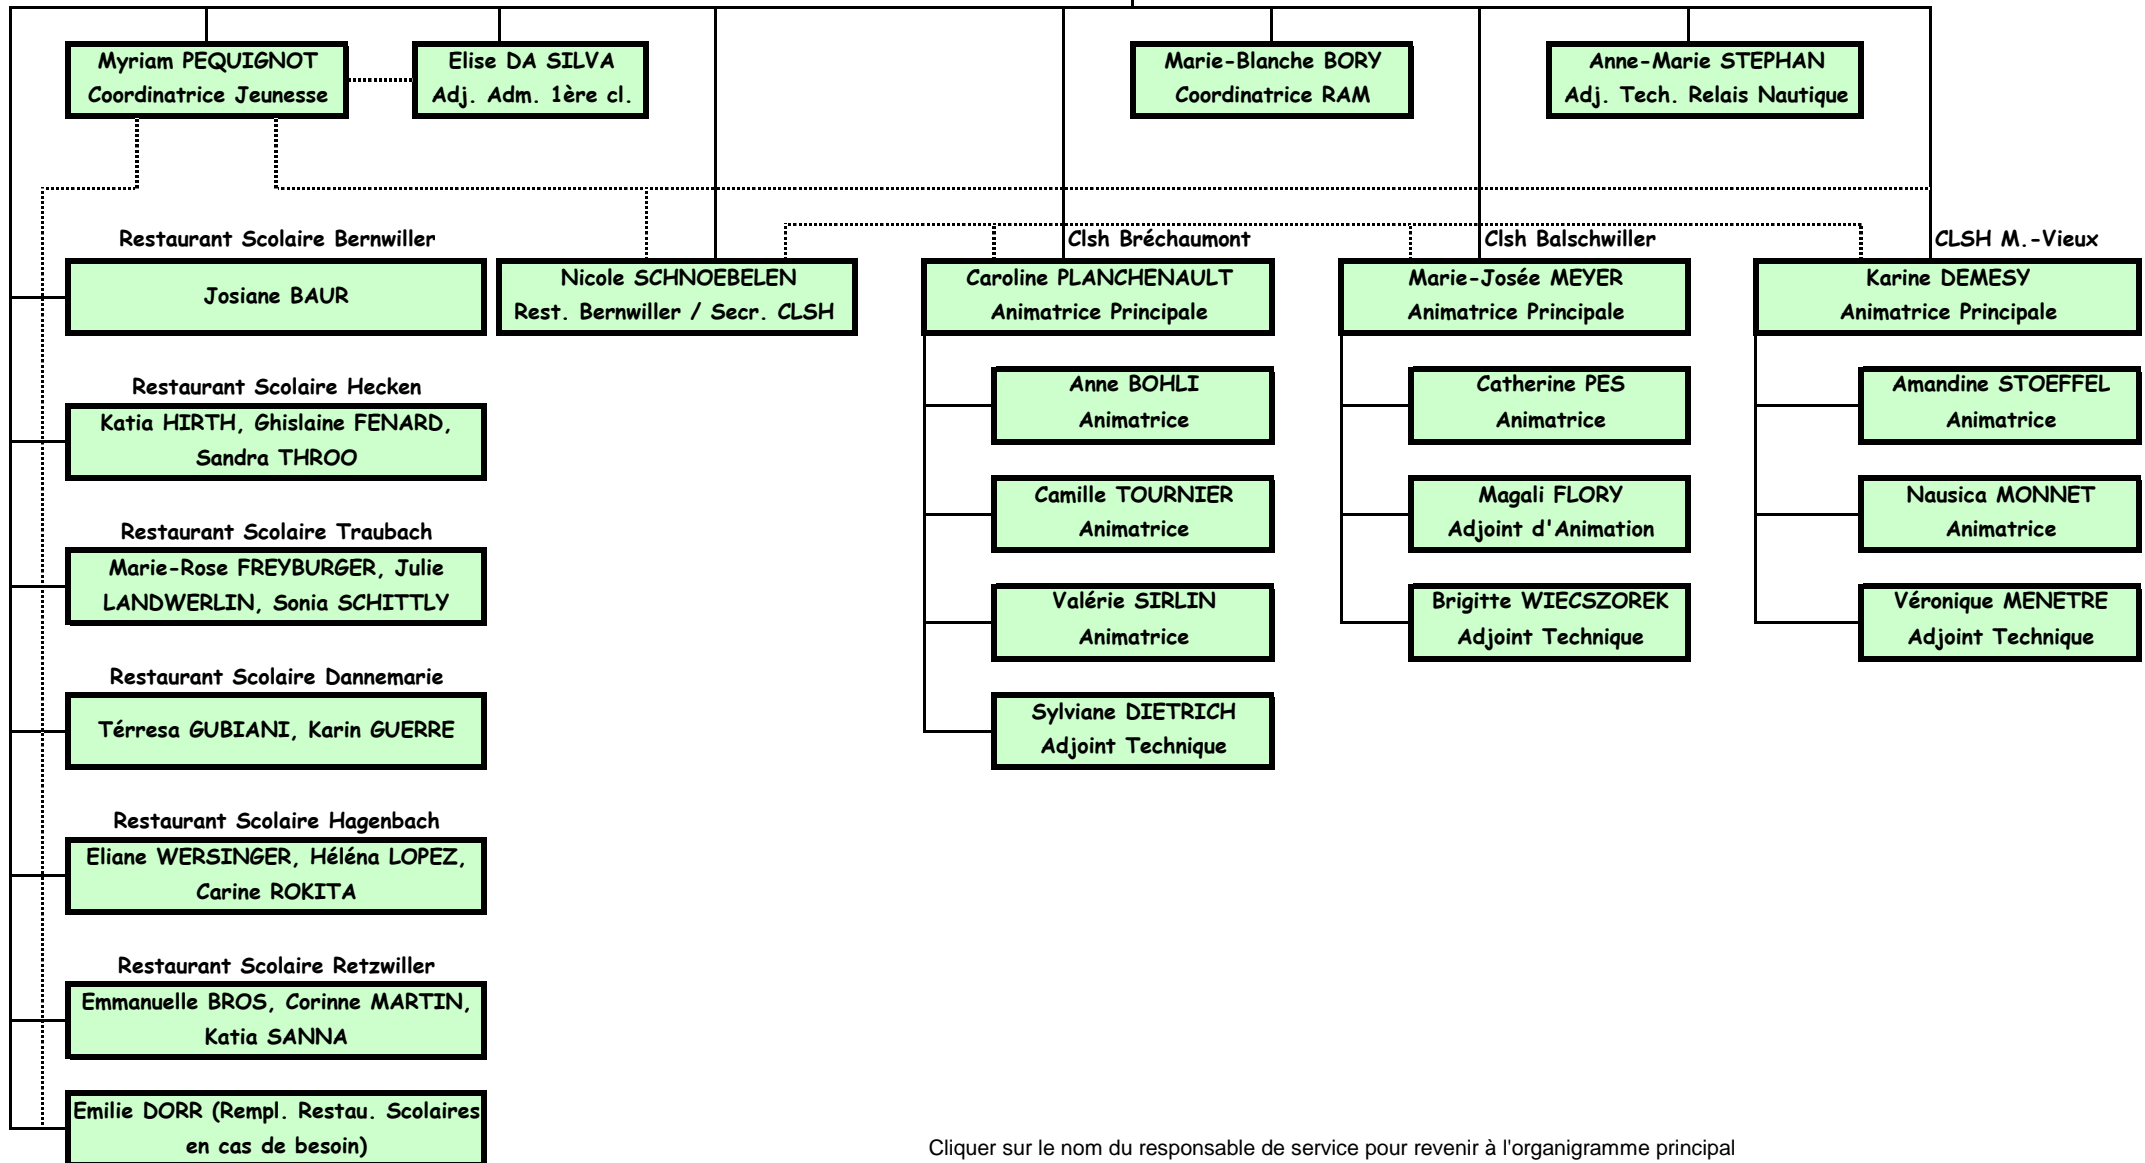 Myriam PEQUIGNOT
Coordinatrice Jeunesse
Elise DA SILVA
Adj. Adm. 1ère cl.
Marie-Blanche BORY
Coordinatrice RAM
Anne-Marie STEPHAN
Adj. Tech. Relais Nautique
Restaurant Scolaire Bernwiller
Josiane BAUR
Nicole SCHNOEBELEN
Rest. Bernwiller / Secr. CLSH
Clsh Bréchaumont
Caroline PLANCHENAULT
Animatrice Principale
Clsh Balschwiller
Marie-Josée MEYER
Animatrice Principale
CLSH M.-Vieux
Karine DEMESY
Animatrice Principale
Restaurant Scolaire Hecken
Katia HIRTH, Ghislaine FENARD,
Sandra THROO
Restaurant Scolaire Traubach
Marie-Rose FREYBURGER, Julie
LANDWERLIN, Sonia SCHITTLY
Restaurant Scolaire Dannemarie
Térresa GUBIANI, Karin GUERRE
Restaurant Scolaire Hagenbach
Eliane WERSINGER, Héléna LOPEZ,
Carine ROKITA
Restaurant Scolaire Retzwiller
Emmanuelle BROS, Corinne MARTIN,
Katia SANNA
Emilie DORR (Rempl. Restau. Scolaires
en cas de besoin)
Anne BOHLI
Animatrice
Camille TOURNIER
Animatrice
Valérie SIRLIN
Animatrice
Sylviane DIETRICH
Adjoint Technique
Catherine PES
Animatrice
Magali FLORY
Adjoint d'Animation
Brigitte WIECSZOREK
Adjoint Technique
Amandine STOEFFEL
Animatrice
Nausica MONNET
Animatrice
Véronique MENETRE
Adjoint Technique
Cliquer sur le nom du responsable de service pour revenir à l'organigramme principal